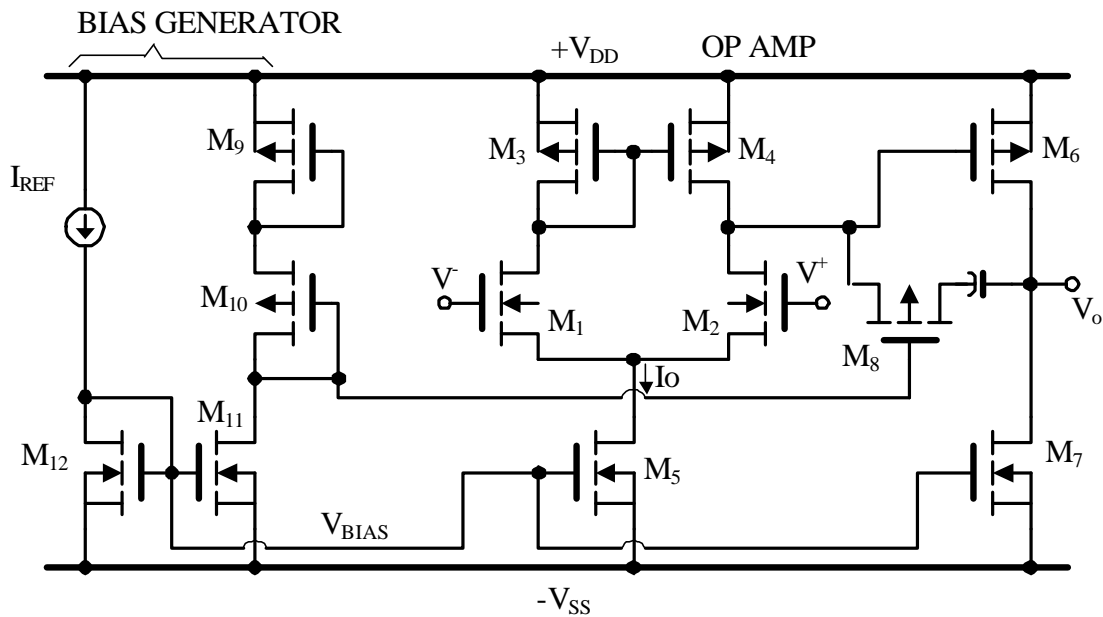 BIAS GENERATOR
+V_DD
OP AMP
M_9
M_3
M_4
M_6
I_REF
M_10
V^-
V^+
M_1
M_2
V_o
M_8
Io
M_11
M_12
M_5
M_7
V_BIAS
-V_SS